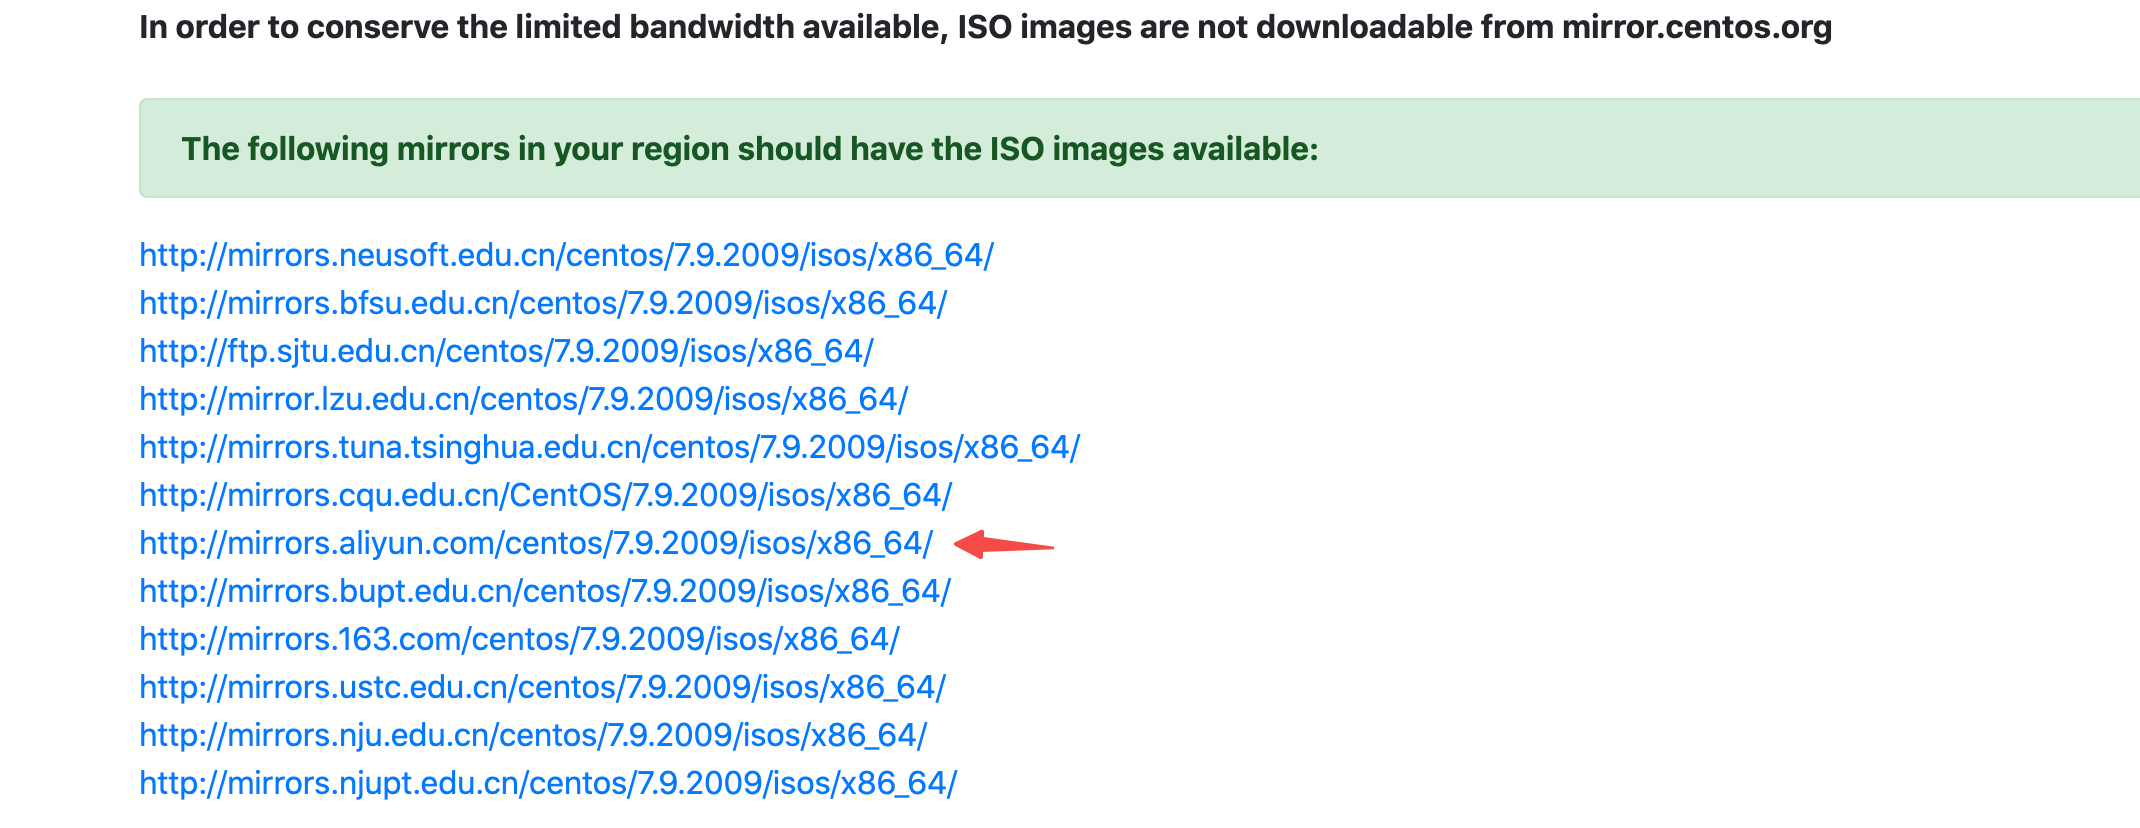 In order to conserve the limited bandwidth available, ISO images are not downloadable from mirror.centos.org
The following mirrors in your region should have the ISO images available:
http://mirrors.neusoft.edu.cn/centos/7.9.2009/isos/x86_64/
http://mirrors.bfsu.edu.cn/centos/7.9.2009/isos/x86_64/
http://ftp.sjtu.edu.cn/centos/7.9.2009/isos/x86_64/
http://mirror.lzu.edu.cn/centos/7.9.2009/isos/x86_64/
http://mirrors.tuna.tsinghua.edu.cn/centos/7.9.2009/isos/x86_64/
http://mirrors.cqu.edu.cn/CentOS/7.9.2009/isos/x86_64/
http://mirrors.aliyun.com/centos/7.9.2009/isos/x86_64/
http://mirrors.bupt.edu.cn/centos/7.9.2009/isos/x86_64/
http://mirrors.163.com/centos/7.9.2009/isos/x86_64/
http://mirrors.ustc.edu.cn/centos/7.9.2009/isos/x86_64/
http://mirrors.nju.edu.cn/centos/7.9.2009/isos/x86_64/
http://mirrors.njupt.edu.cn/centos/7.9.2009/isos/x86_64/